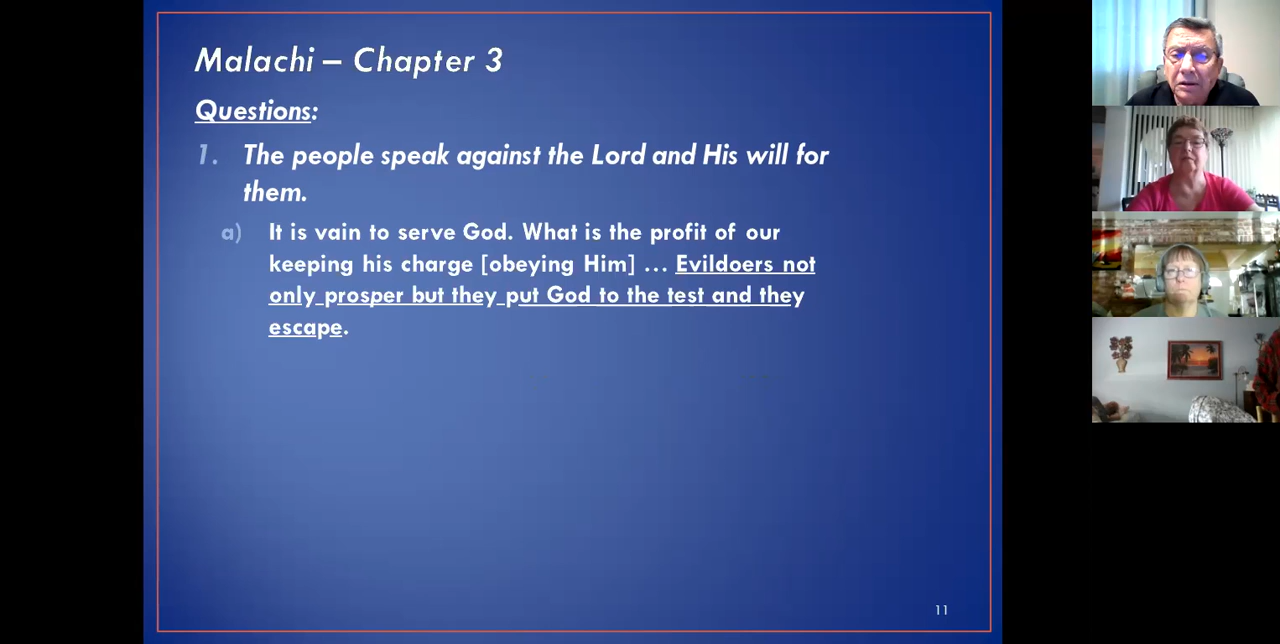 Malachi – Chapter 3
Questions:
1. The people speak against the Lord and His will for
them.
a) It is vain to serve God. What is the profit of our
keeping his charge [obeying Him] … Evildoers not
only prosper but they put God to the test and they
escape.
11